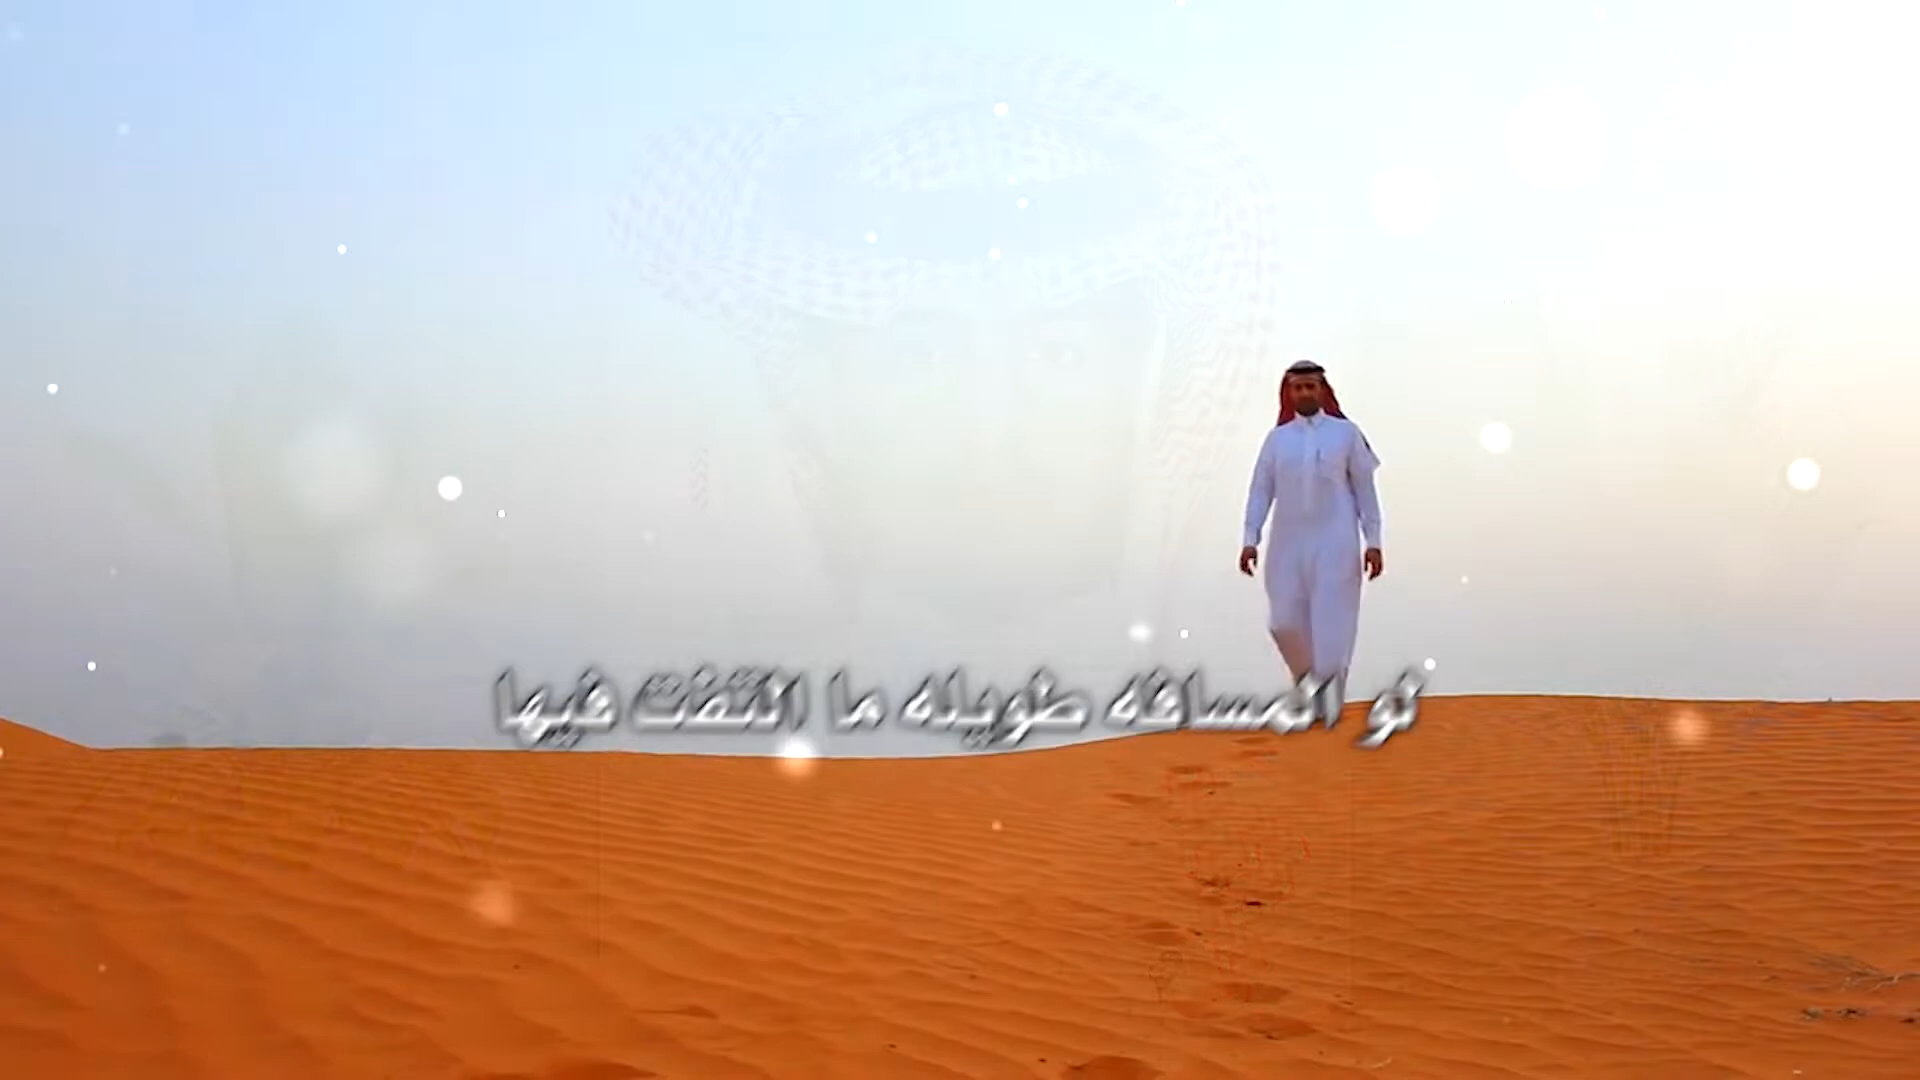 لو المسافه طويله ما التفت فيها